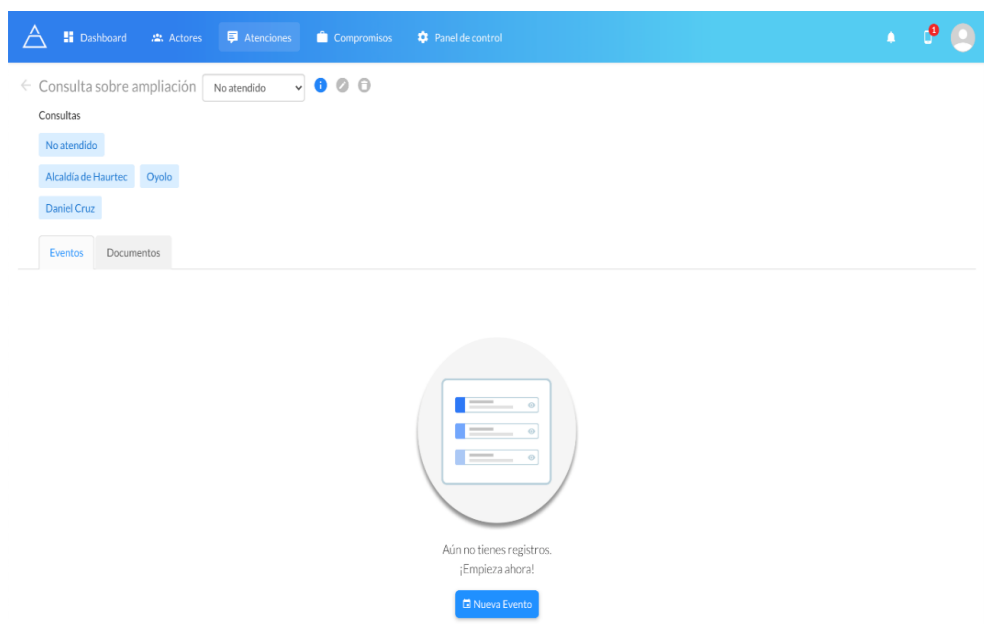 Dashboard Actores Atenciones Compromisos Panel de control 1
Consulta sobre ampliación No atendido
Consultas
No atendido
Alcaldía de Haurtec Oyolo
Daniel Cruz
Eventos Documentos
Aún no tienes registros.
¡Empieza ahora!
Nueva Evento